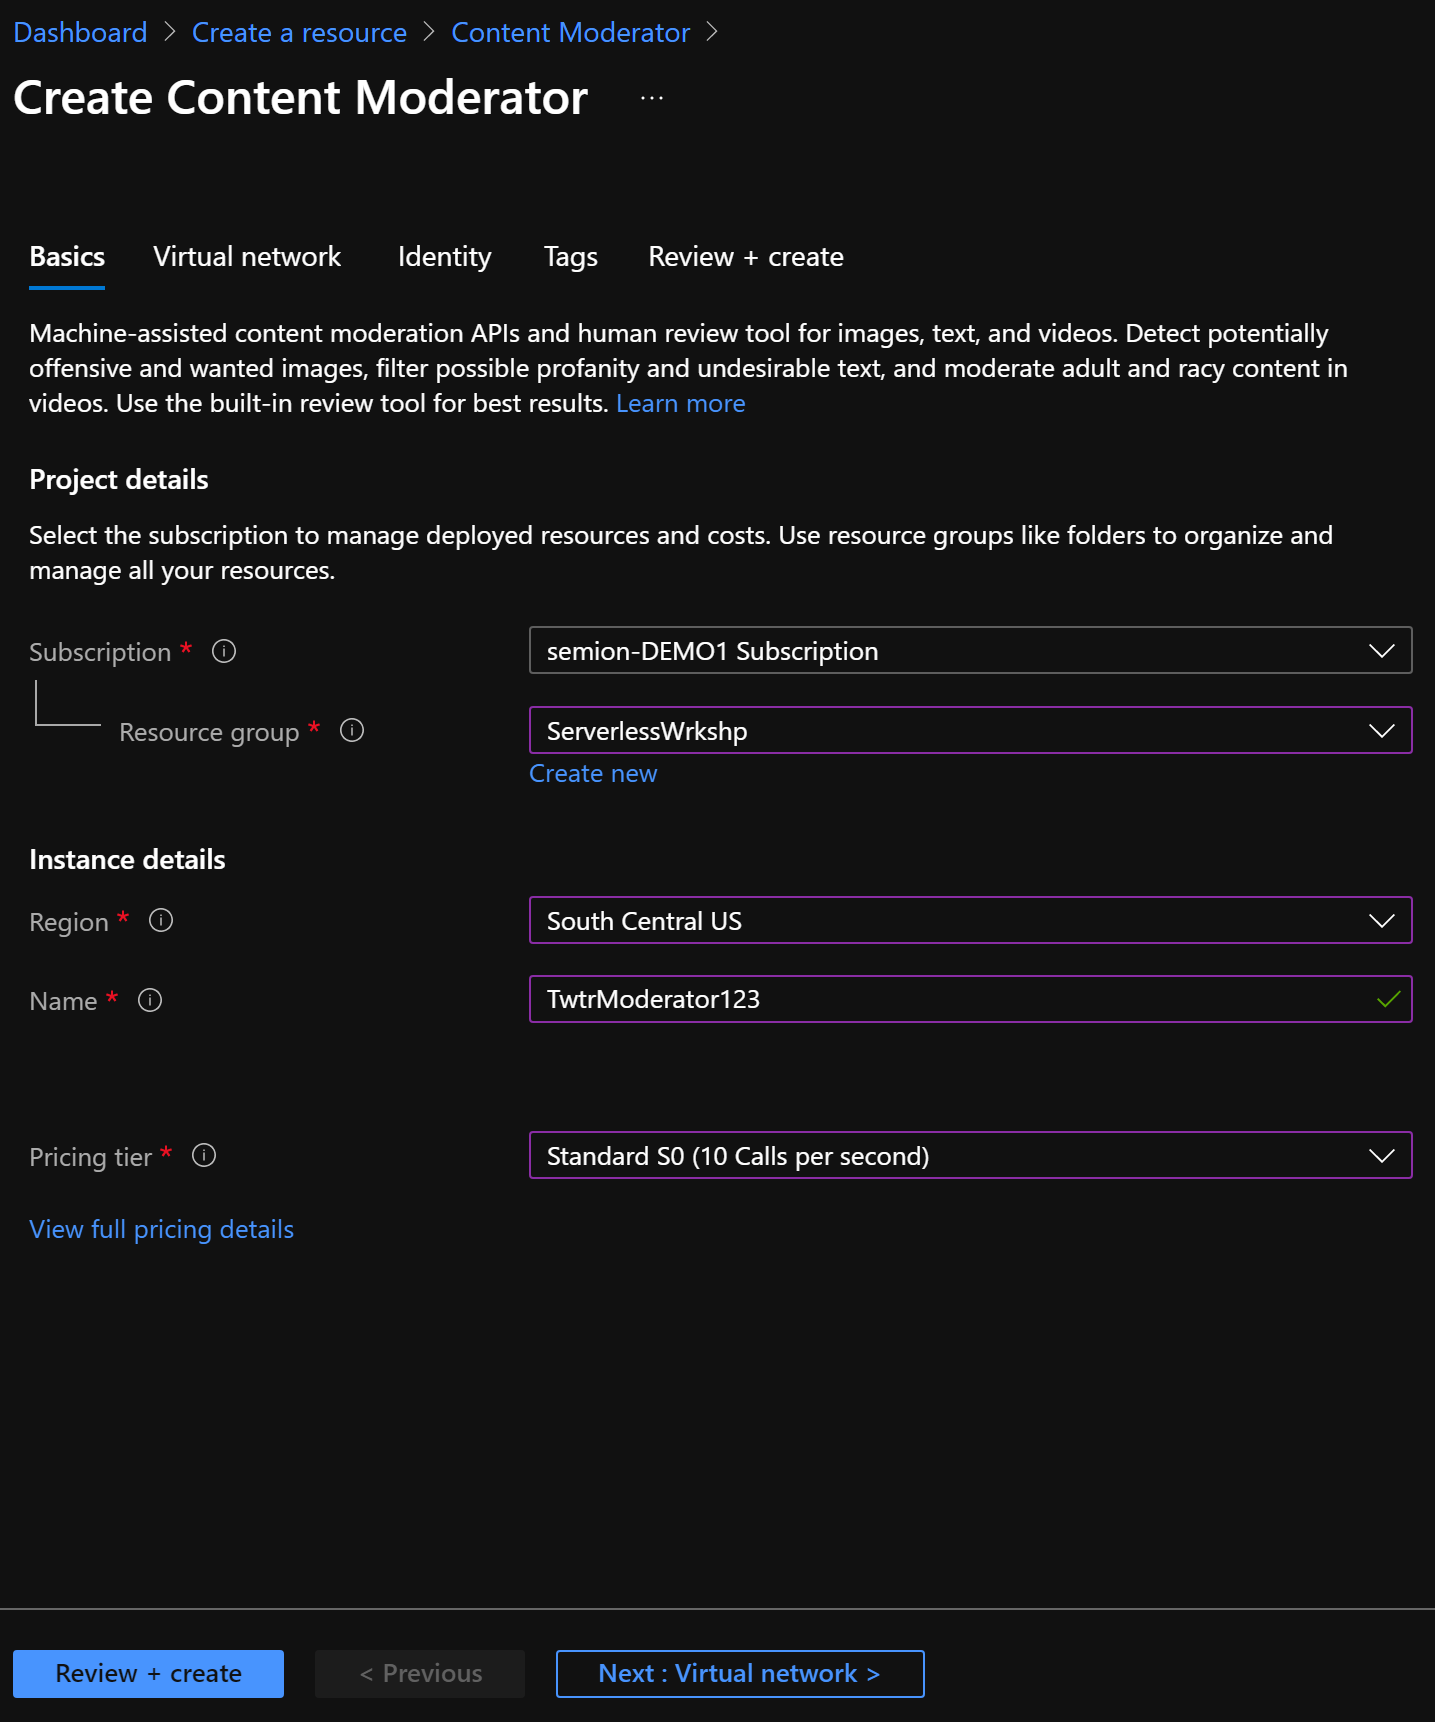 Dashboard > Create a resource > Content Moderator >
Create Content Moderator ...
Basics Virtual network Identity Tags Review + create
Machine-assisted content moderation APIs and human review tool for images, text, and videos. Detect potentially
offensive and wanted images, filter possible profanity and undesirable text, and moderate adult and racy content in
videos. Use the built-in review tool for best results. Learn more
Project details
Select the subscription to manage deployed resources and costs. Use resource groups like folders to organize and
manage all your resources.
Subscription * semion-DEMO1 Subscription
Resource group * ServerlessWrkshp
Create new
Instance details
Region * South Central US
Name * TwtrModerator123
Pricing tier * Standard S0 (10 Calls per second)
View full pricing details
Review + create < Previous Next : Virtual network >